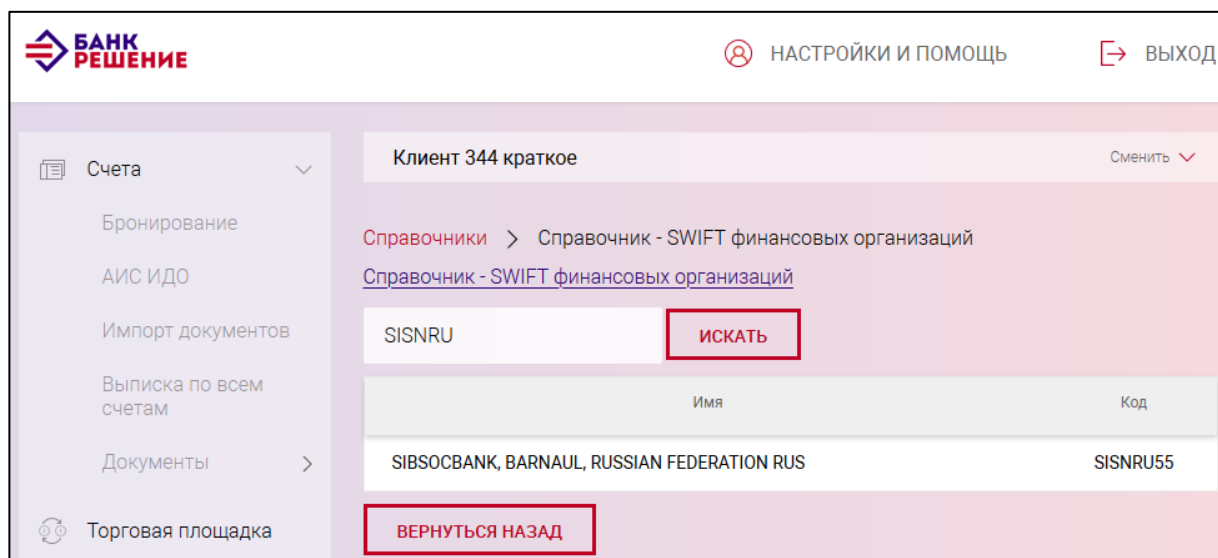 БАНК
РЕШЕНИЕ
НАСТРОЙКИ И ПОМОЩЬ
ВЫХОД
Счета
Бронирование
АИС ИДО
Импорт документов
Выписка по всем
счетам
Документы
Торговая площадка
Клиент 344 краткое
Сменить
Справочники > Справочник - SWIFT финансовых организаций
Справочник - SWIFT финансовых организаций
SISNRU
ИСКАТЬ
Имя
Код
SIBSOCBANK, BARNAUL, RUSSIAN FEDERATION RUS
SISNRU55
ВЕРНУТЬСЯ НАЗАД